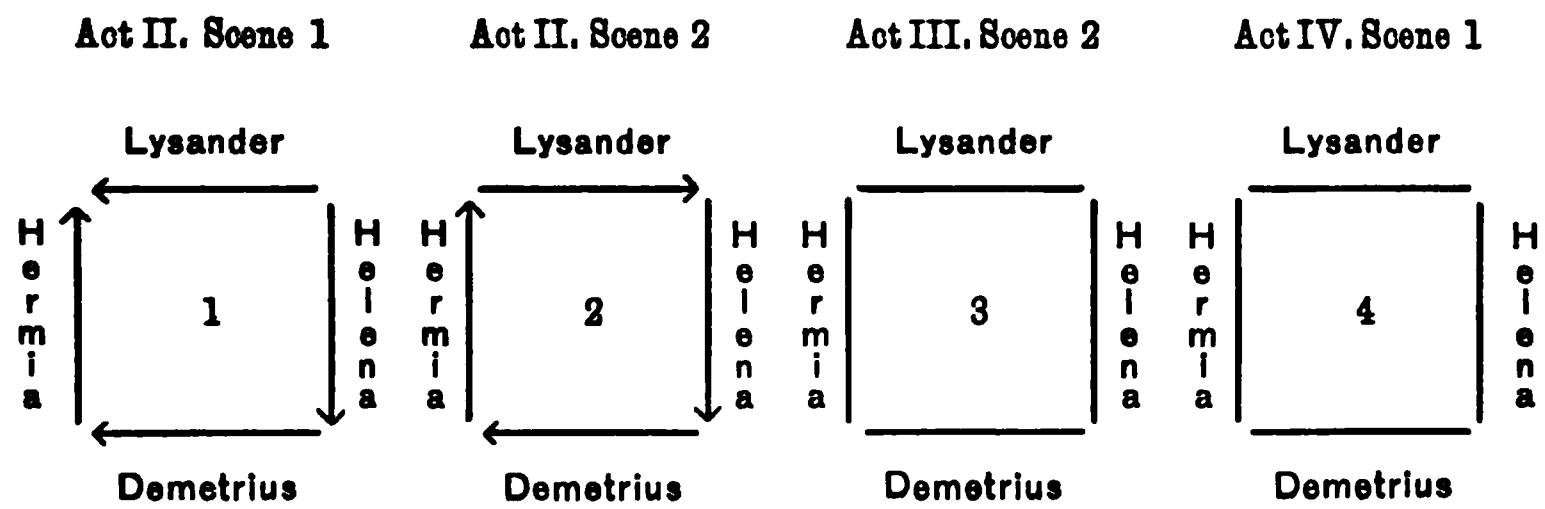 Act II. Scene 1
Act II. Scene 2
Act III. Scene 2
Act IV. Scene 1
Lysander
Lysander
Lysander
Lysander
Hermia
1
Helena
Hermia
2
Helena
Hermia
3
Helena
Hermia
4
Helena
Demetrius
Demetrius
Demetrius
Demetrius